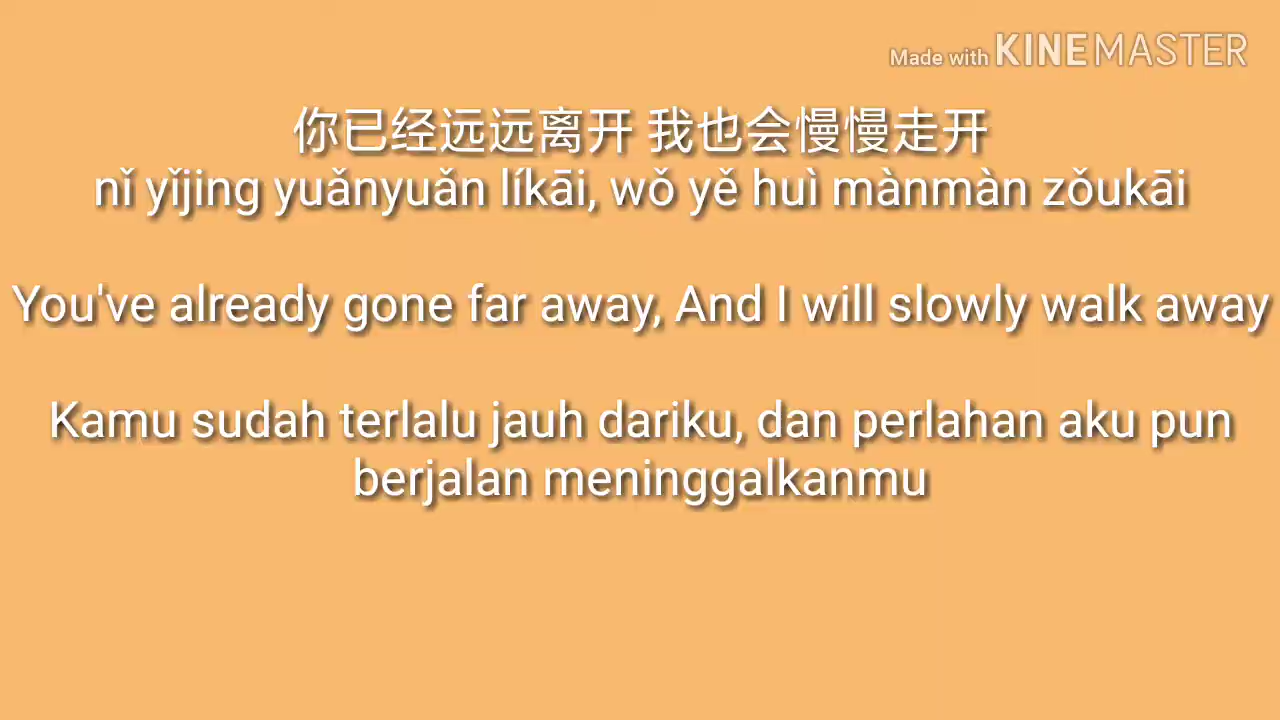 Made with KINEMASTER
你已经远远离开 我也会慢慢走开
nǐ yǐjing yuǎnyuǎn líkāi, wǒ yě huì mànmàn zǒukāi
You've already gone far away, And I will slowly walk away
Kamu sudah terlalu jauh dariku, dan perlahan aku pun
berjalan meninggalkanmu